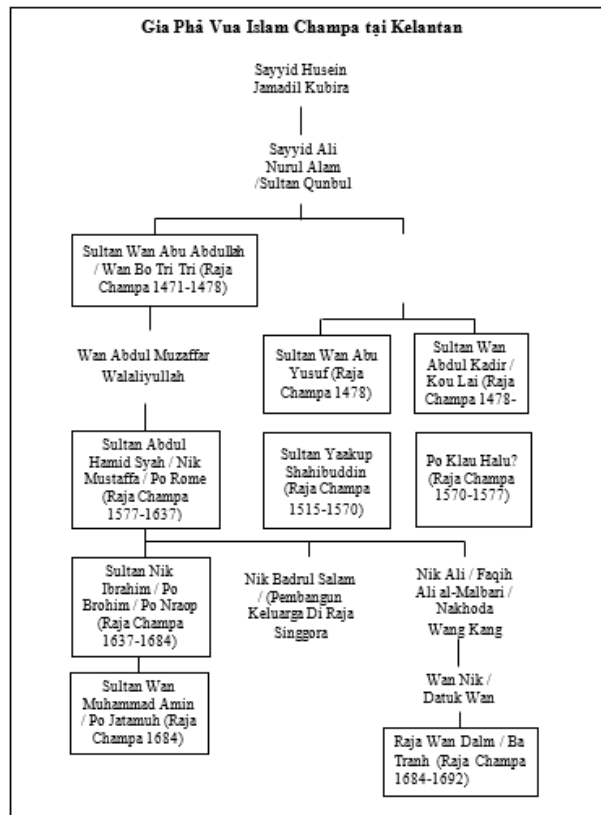 Gia Phả Vua Islam Champa tại Kelantan
Sayyid Husein
Jamadil Kubira
Sayyid Ali
Nurul Alam
/Sultan Qunbul
Sultan Wan Abu Abdullah
/ Wan Bo Tri Tri (Raja
Champa 1471-1478)
Wan Abdul Muzaffar
Walaliyullah
Sultan Wan Abu
Yusuf (Raja
Champa 1478)
Sultan Wan
Abdul Kadir /
Kou Lai (Raja
Champa 1478-
Sultan Abdul
Hamid Syah / Nik
Mustaffa / Po Rome
(Raja Champa
1577-1637)
Sultan Yaakup
Shahibuddin
(Raja Champa
1515-1570)
Po Klau Halu?
(Raja Champa
1570-1577)
Sultan Nik
Ibrahim / Po
Brohim / Po Nraop
(Raja Champa
1637-1684)
Nik Badrul Salam
/ (Pembangun
Keluarga Di Raja
Singgora
Nik Ali / Faqih
Ali al-Malbari /
Nakhoda
Wang Kang
Sultan Wan
Muhammad Amin
/ Po Jatamuh (Raja
Champa 1684)
Wan Nik /
Datuk Wan
Raja Wan Dalm / Ba
Tranh (Raja Champa
1684-1692)